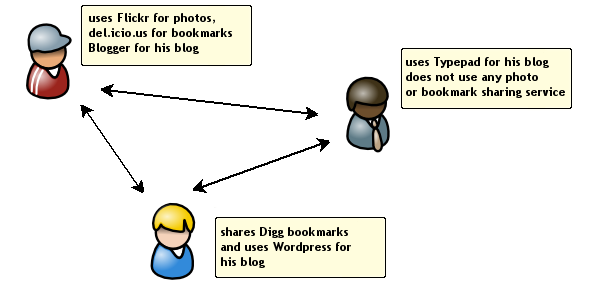 uses Flickr for photos,
del.icio.us for bookmarks
Blogger for his blog
uses Typepad for his blog
does not use any photo
or bookmark sharing service
shares Digg bookmarks
and uses Wordpress for
his blog